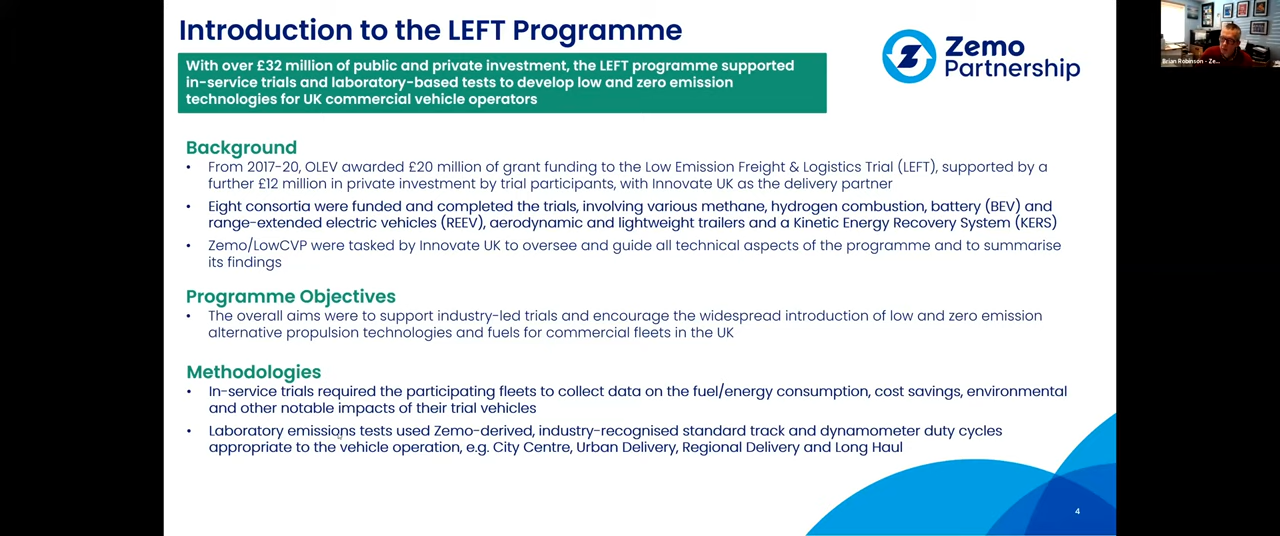 Introduction to the LEFT Programme
Zemo
Partnership
With over £32 million of public and private investment, the LEFT programme supported
in-service trials and laboratory-based tests to develop low and zero emission
technologies for UK commercial vehicle operators
Background
• From 2017-20, OLEV awarded £20 million of grant funding to the Low Emission Freight & Logistics Trial (LEFT), supported by a
further £12 million in private investment by trial participants, with Innovate UK as the delivery partner
• Eight consortia were funded and completed the trials, involving various methane, hydrogen combustion, battery (BEV) and
range-extended electric vehicles (REEV), aerodynamic and lightweight trailers and a Kinetic Energy Recovery System (KERS)
• Zemo/LowCVP were tasked by Innovate UK to oversee and guide all technical aspects of the programme and to summarise
its findings
Programme Objectives
• The overall aims were to support industry-led trials and encourage the widespread introduction of low and zero emission
alternative propulsion technologies and fuels for commercial fleets in the UK
Methodologies
• In-service trials required the participating fleets to collect data on the fuel/energy consumption, cost savings, environmental
and other notable impacts of their trial vehicles
• Laboratory emissions tests used Zemo-derived, industry-recognised standard track and dynamometer duty cycles
appropriate to the vehicle operation, e.g. City Centre, Urban Delivery, Regional Delivery and Long Haul
4
Brian Robinson - Ze...